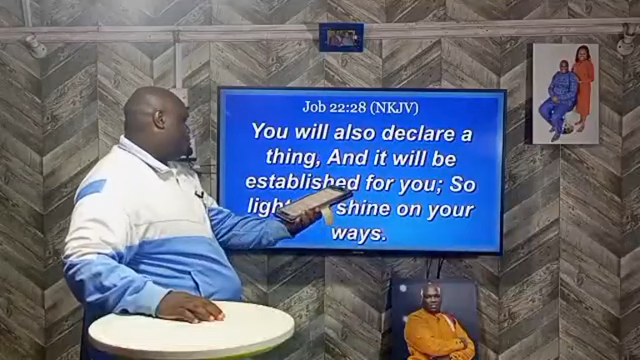 Job 22:28 (NKJV)
You will also declare a
thing, And it will be
established for you; So
light shine on your
ways.